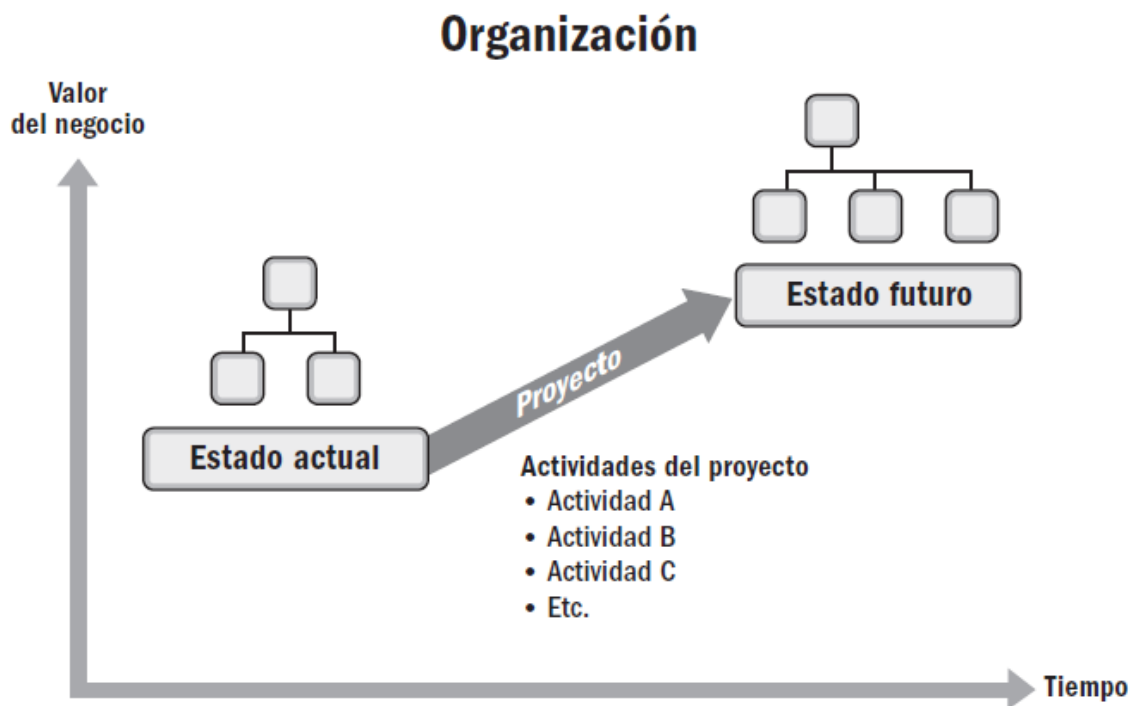 Organización
Valor
del negocio
Estado futuro
Proyecto
Estado actual
Actividades del proyecto
• Actividad A
• Actividad B
• Actividad C
• Etc.
Tiempo